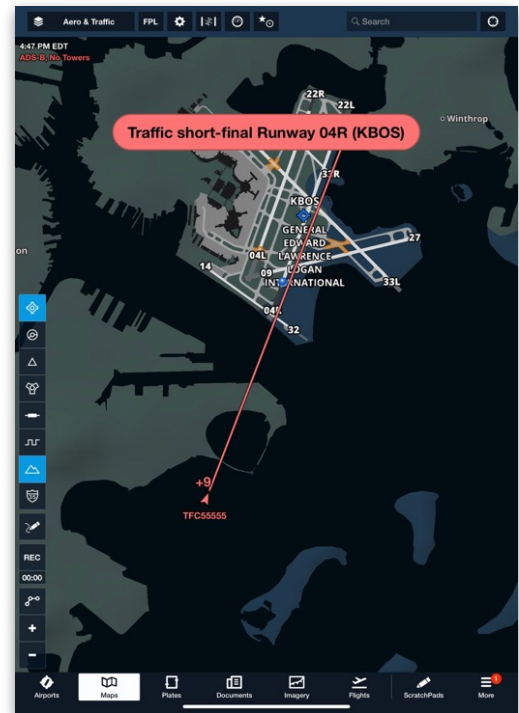 Aero & Traffic
FPL
Search
4:47 PM EDT
ADS-B, No Towers
22R
22L
Winthrop
Traffic short-final Runway 04R (KBOS)
33R
KBOS
GENERAL
EDWARD
LAWRENCE
LOGAN
INTERNATIONAL
04L
27
14
09
33L
04R
32
on
+9
TFC55555
REC
00:00
+
−
Airports
Maps
Plates
Documents
Imagery
Flights
ScratchPads
1
More